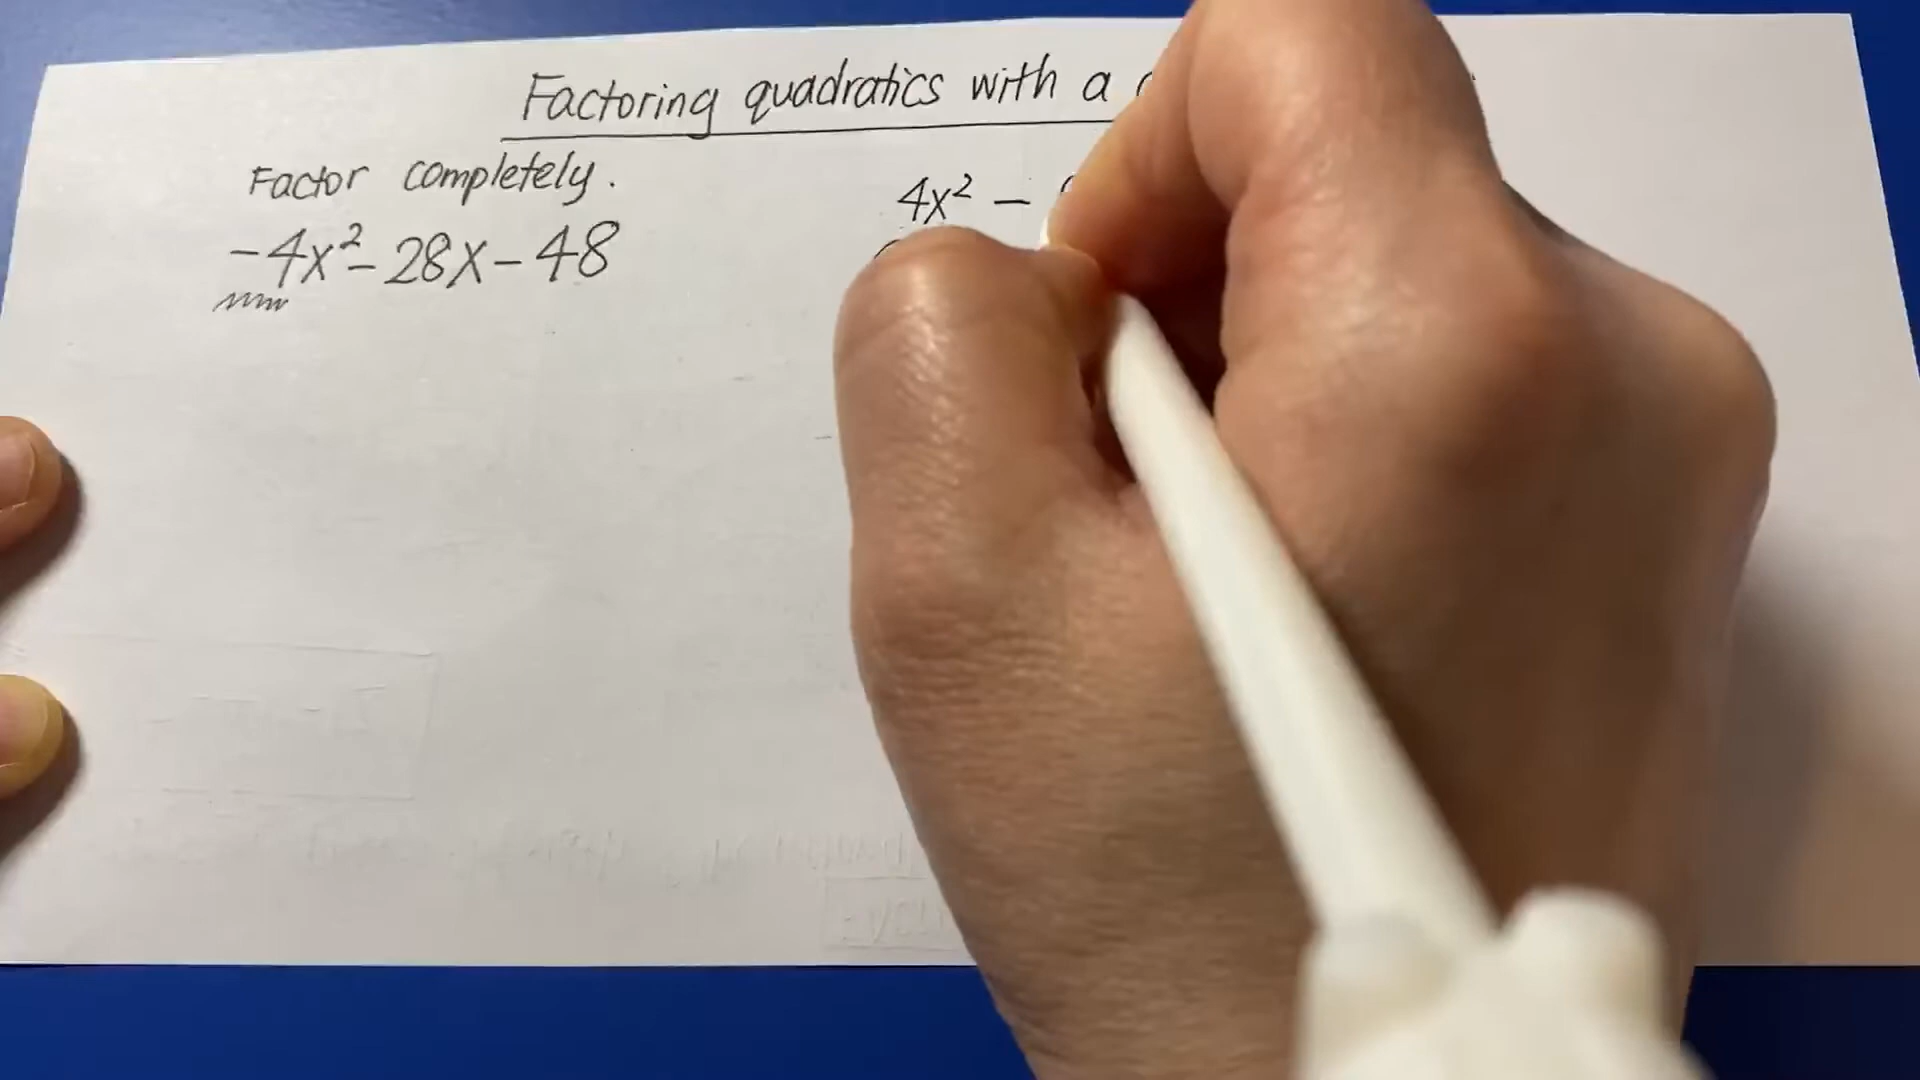 Factoring quadratics with a
Factor completely.
-4x² - 28x - 48
4x² -